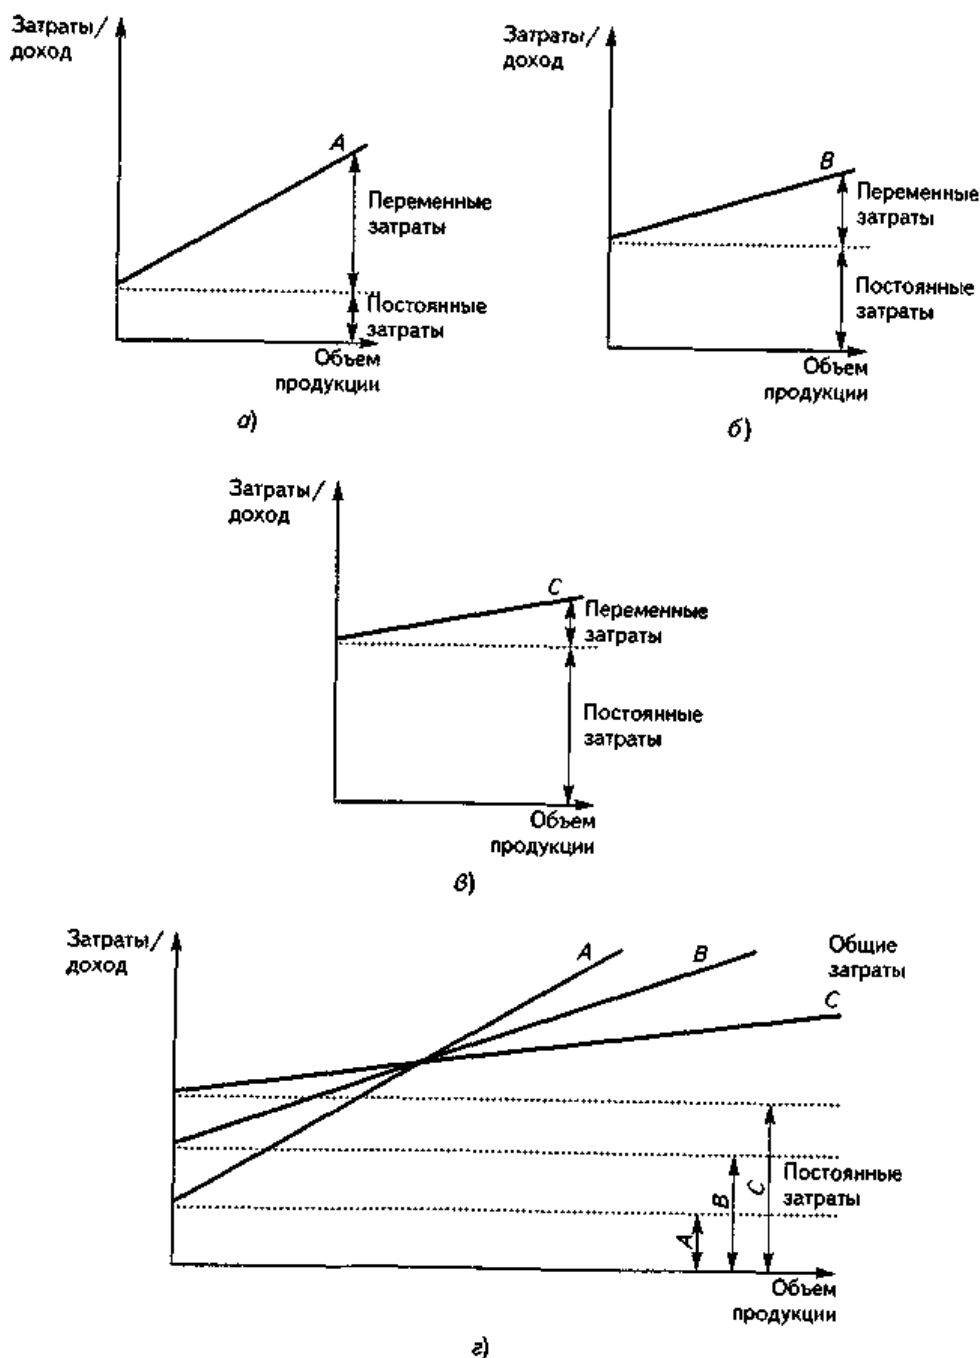 Затраты/
доход
A
Переменные
затраты
Постоянные
затраты
Объем
продукции
а)
Затраты/
доход
B
Переменные
затраты
Постоянные
затраты
Объем
продукции
б)
Затраты/
доход
C
Переменные
затраты
Постоянные
затраты
Объем
продукции
в)
Затраты/
доход
A
B
Общие
затраты
C
Постоянные
затраты
A
B
C
Объем
продукции
г)